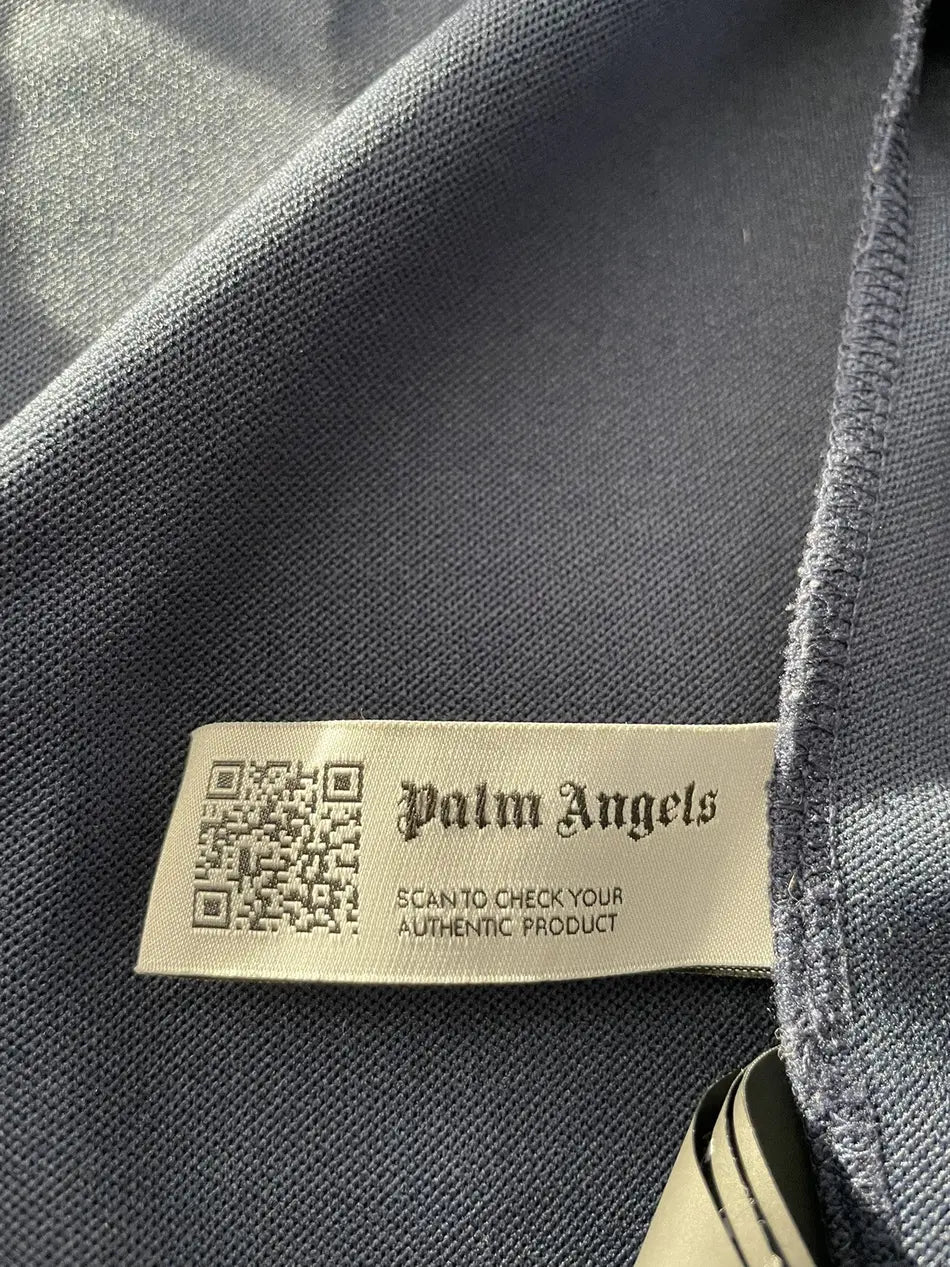 Palm Angels
SCAN TO CHECK YOUR
AUTHENTIC PRODUCT